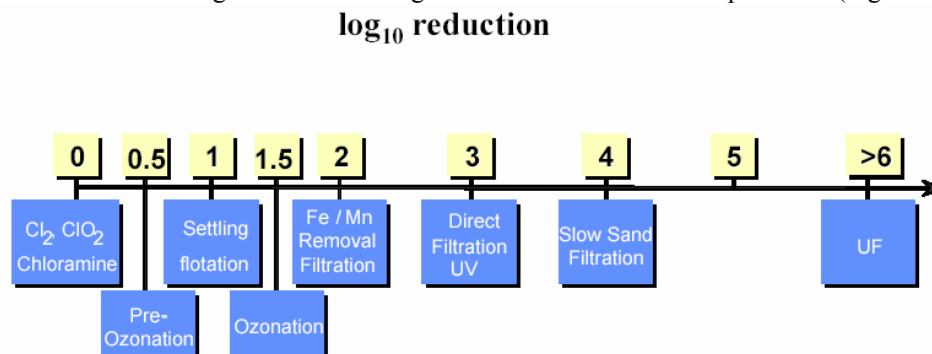 log10 reduction
0
0.5
1
1.5
2
3
4
5
>6
Cl2, ClO2
Chloramine
Settling
flotation
Fe / Mn
Removal
Filtration
Direct
Filtration
UV
Slow Sand
Filtration
UF
Pre-
Ozonation
Ozonation